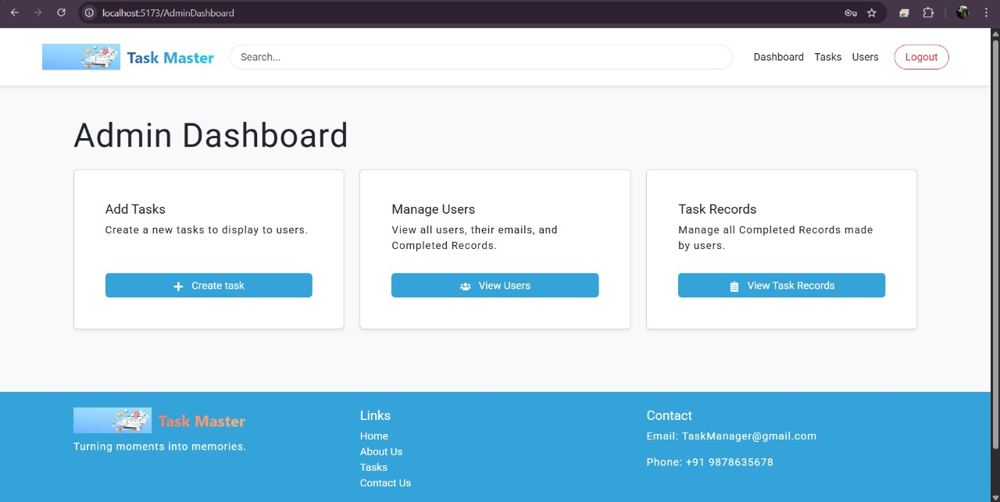 localhost:5173/AdminDashboard
Task Master
Search...
Dashboard Tasks Users Logout
Admin Dashboard
Add Tasks
Create a new tasks to display to users.
Create task
Manage Users
View all users, their emails, and
Completed Records.
View Users
Task Records
Manage all Completed Records made
by users.
View Task Records
Task Master
Turning moments into memories.
Links
Home
About Us
Tasks
Contact Us
Contact
Email: TaskManager@gmail.com
Phone: +91 9878635678